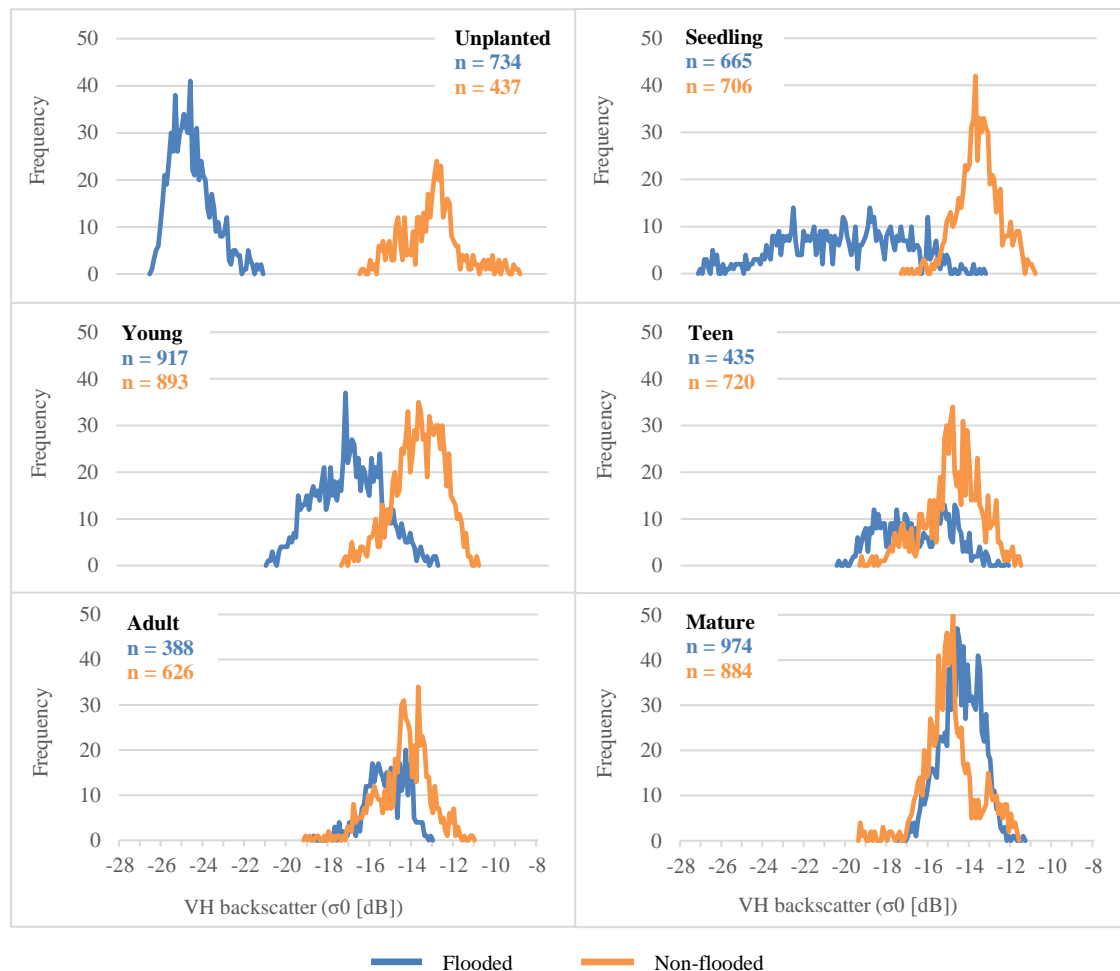 50
40
30
20
10
0
Frequency
Unplanted
n = 734
n = 437
50
40
30
20
10
0
Frequency
Seedling
n = 665
n = 706
50
40
30
20
10
0
Frequency
Young
n = 917
n = 893
50
40
30
20
10
0
Frequency
Teen
n = 435
n = 720
50
40
30
20
10
0
Frequency
Adult
n = 388
n = 626
-28 -26 -24 -22 -20 -18 -16 -14 -12 -10 -8
VH backscatter (σ0 [dB])
50
40
30
20
10
0
Frequency
Mature
n = 974
n = 884
-28 -26 -24 -22 -20 -18 -16 -14 -12 -10 -8
VH backscatter (σ0 [dB])
Flooded Non-flooded